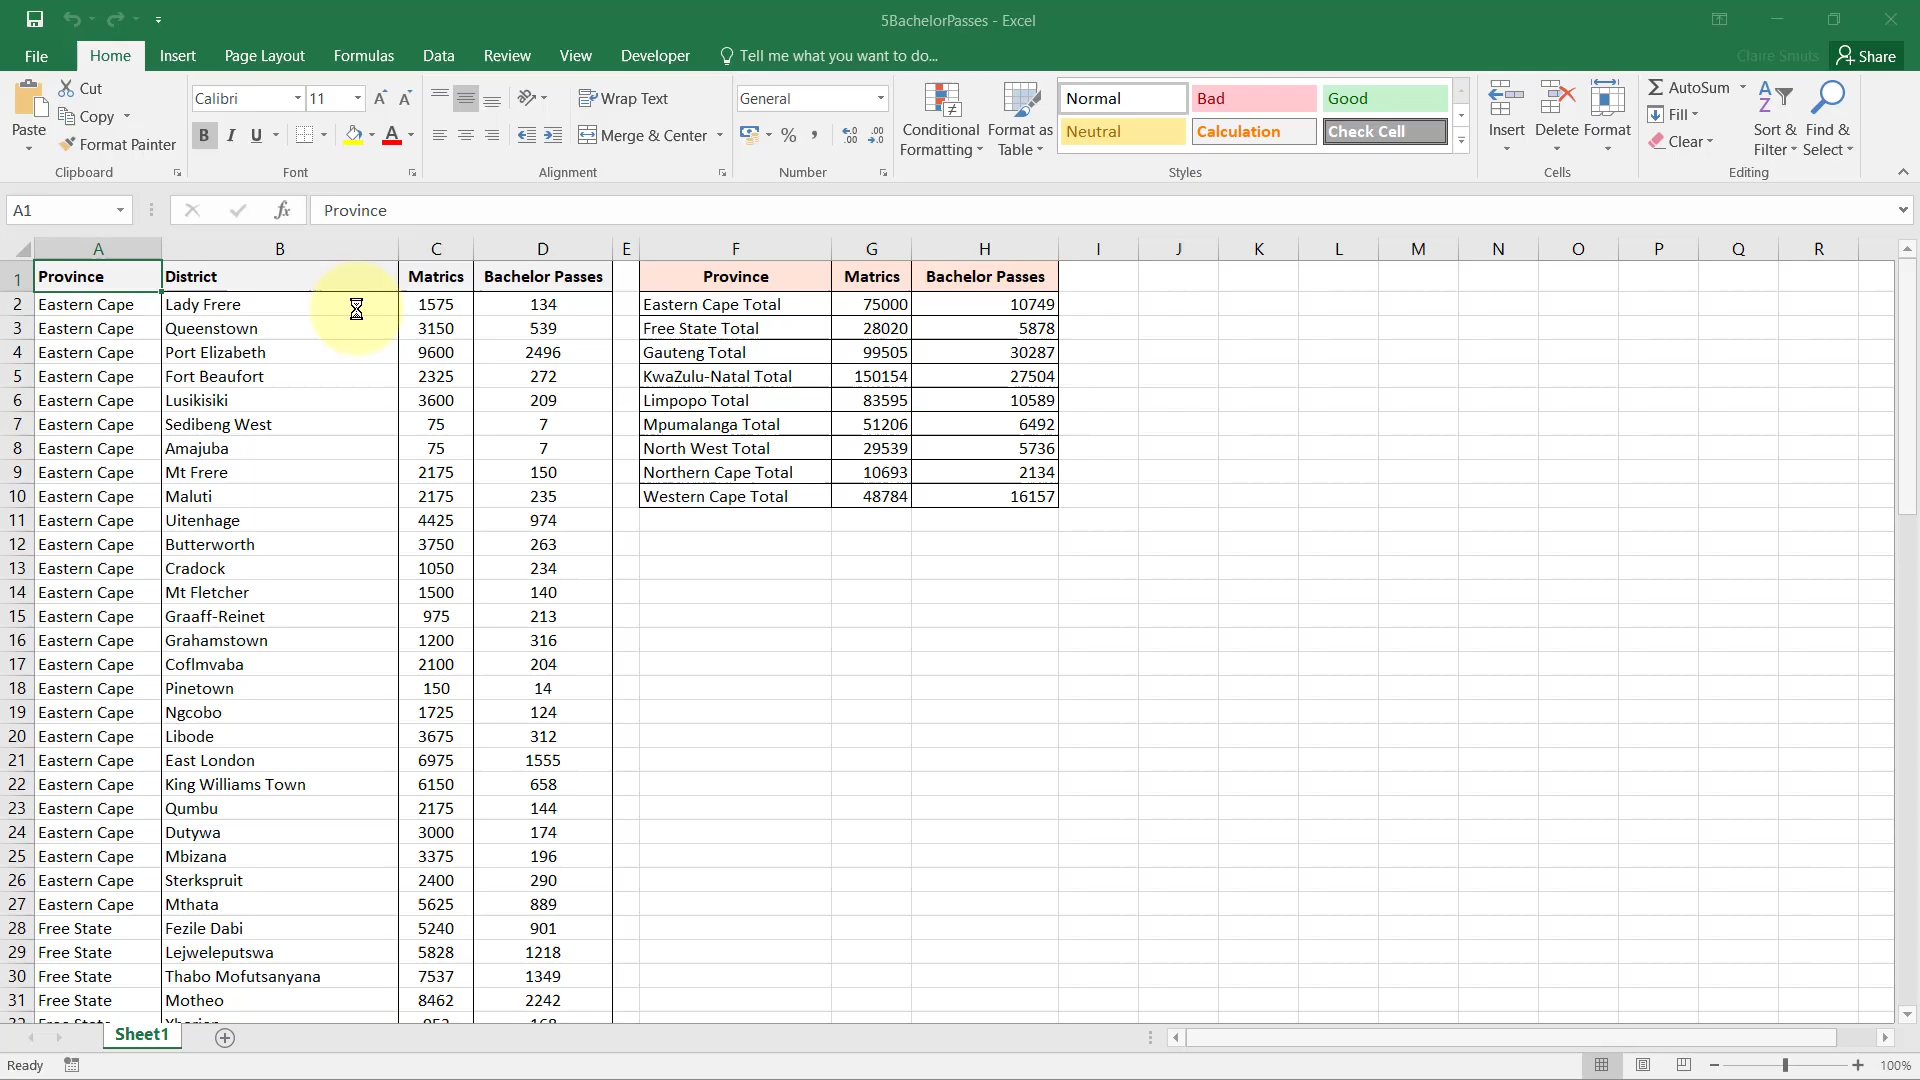 5BachelorPasses - Excel
File Home Insert Page Layout Formulas Data Review View Developer Tell me what you want to do... Claire Smuts Share
Paste Cut Copy Format Painter Clipboard
Calibri 11 B I U A Font
Wrap Text Merge & Center Alignment
General % , Number
Conditional Formatting Format as Table
Normal Bad Good
Neutral Calculation Check Cell
Styles
Insert Delete Format Cells
AutoSum Fill Clear Sort & Filter Find & Select Editing
A1 fx Province
A B C D E F G H I J K L M N O P Q R
1 Province District Matrics Bachelor Passes Province Matrics Bachelor Passes
2 Eastern Cape Lady Frere 1575 134 Eastern Cape Total 75000 10749
3 Eastern Cape Queenstown 3150 539 Free State Total 28020 5878
4 Eastern Cape Port Elizabeth 9600 2496 Gauteng Total 99505 30287
5 Eastern Cape Fort Beaufort 2325 272 KwaZulu-Natal Total 150154 27504
6 Eastern Cape Lusikisiki 3600 209 Limpopo Total 83595 10589
7 Eastern Cape Sedibeng West 75 7 Mpumalanga Total 51206 6492
8 Eastern Cape Amajuba 75 7 North West Total 29539 5736
9 Eastern Cape Mt Frere 2175 150 Northern Cape Total 10693 2134
10 Eastern Cape Maluti 2175 235 Western Cape Total 48784 16157
11 Eastern Cape Uitenhage 4425 974
12 Eastern Cape Butterworth 3750 263
13 Eastern Cape Cradock 1050 234
14 Eastern Cape Mt Fletcher 1500 140
15 Eastern Cape Graaff-Reinet 975 213
16 Eastern Cape Grahamstown 1200 316
17 Eastern Cape Coflmvaba 2100 204
18 Eastern Cape Pinetown 150 14
19 Eastern Cape Ngcobo 1725 124
20 Eastern Cape Libode 3675 312
21 Eastern Cape East London 6975 1555
22 Eastern Cape King Williams Town 6150 658
23 Eastern Cape Qumbu 2175 144
24 Eastern Cape Dutywa 3000 174
25 Eastern Cape Mbizana 3375 196
26 Eastern Cape Sterkspruit 2400 290
27 Eastern Cape Mthata 5625 889
28 Free State Fezile Dabi 5240 901
29 Free State Lejweleputswa 5828 1218
30 Free State Thabo Mofutsanyana 7537 1349
31 Free State Motheo 8462 2242
Sheet1
Ready 100%